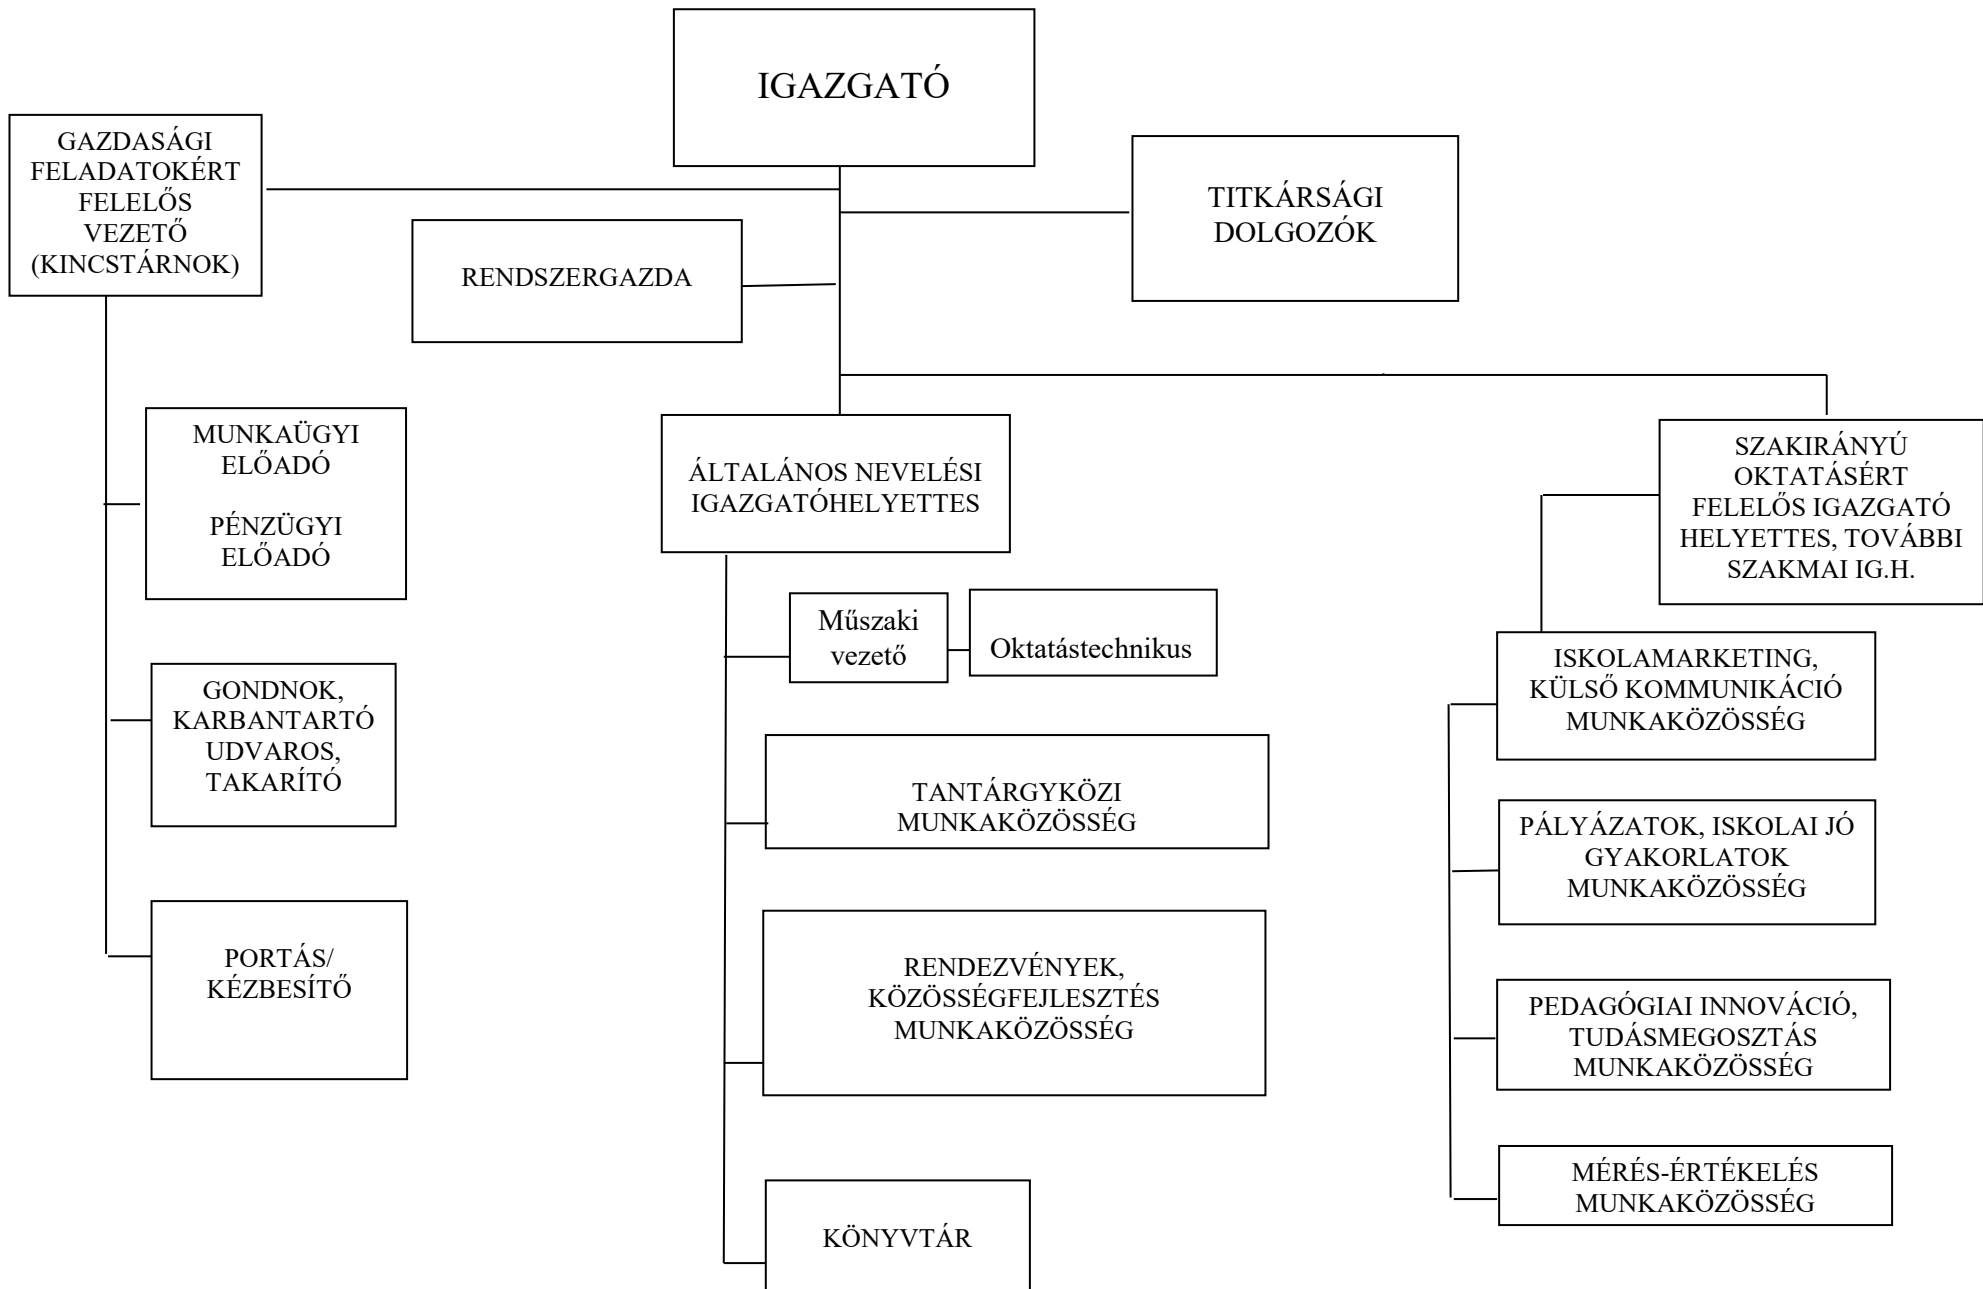 IGAZGATÓ
GAZDASÁGI
FELADATOKÉRT
FELELŐS
VEZETŐ
(KINCSTÁRNOK)
TITKÁRSÁGI
DOLGOZÓK
RENDSZERGAZDA
MUNKAÜGYI
ELŐADÓ
PÉNZÜGYI
ELŐADÓ
GONDNOK,
KARBANTARTÓ
UDVAROS,
TAKARÍTÓ
PORTÁS/
KÉZBESÍTŐ
ÁLTALÁNOS NEVELÉSI
IGAZGATÓHELYETTES
Műszaki
vezető
Oktatástechnikus
TANTÁRGYKÖZI
MUNKAKÖZÖSSÉG
RENDEZVÉNYEK,
KÖZÖSSÉGFEJLESZTÉS
MUNKAKÖZÖSSÉG
KÖNYVTÁR
SZAKIRÁNYÚ
OKTATÁSÉRT
FELELŐS IGAZGATÓ
HELYETTES, TOVÁBBI
SZAKMAI IG.H.
ISKOLAMARKETING,
KÜLSŐ KOMMUNIKÁCIÓ
MUNKAKÖZÖSSÉG
PÁLYÁZATOK, ISKOLAI JÓ
GYAKORLATOK
MUNKAKÖZÖSSÉG
PEDAGÓGIAI INNOVÁCIÓ,
TUDÁSMEGOSZTÁS
MUNKAKÖZÖSSÉG
MÉRÉS-ÉRTÉKELÉS
MUNKAKÖZÖSSÉG